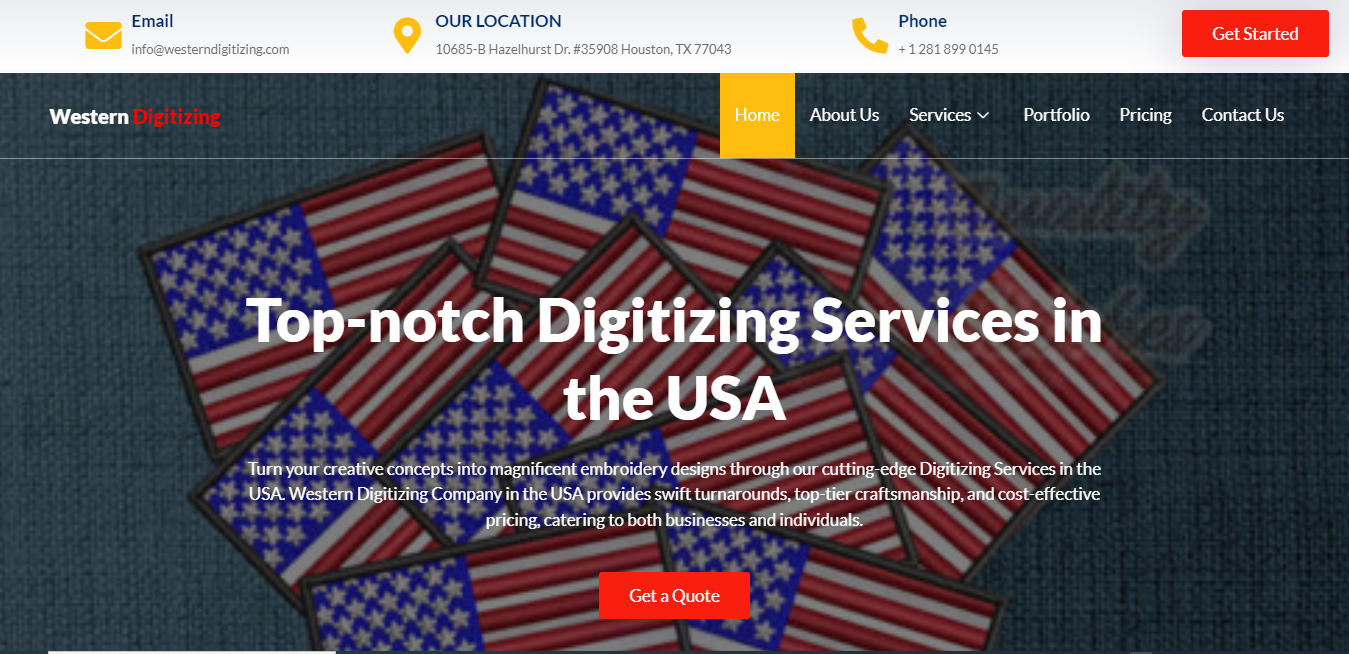 Email
info@westerndigitizing.com
OUR LOCATION
10685-B Hazelhurst Dr. #35908 Houston, TX 77043
Phone
+ 1 281 899 0145
Get Started
Western Digitizing
Home
About Us
Services
Portfolio
Pricing
Contact Us
Quality
Top-notch Digitizing Services in
the USA
Turn your creative concepts into magnificent embroidery designs through our cutting-edge Digitizing Services in the
USA. Western Digitizing Company in the USA provides swift turnarounds, top-tier craftsmanship, and cost-effective
pricing, catering to both businesses and individuals.
Get a Quote